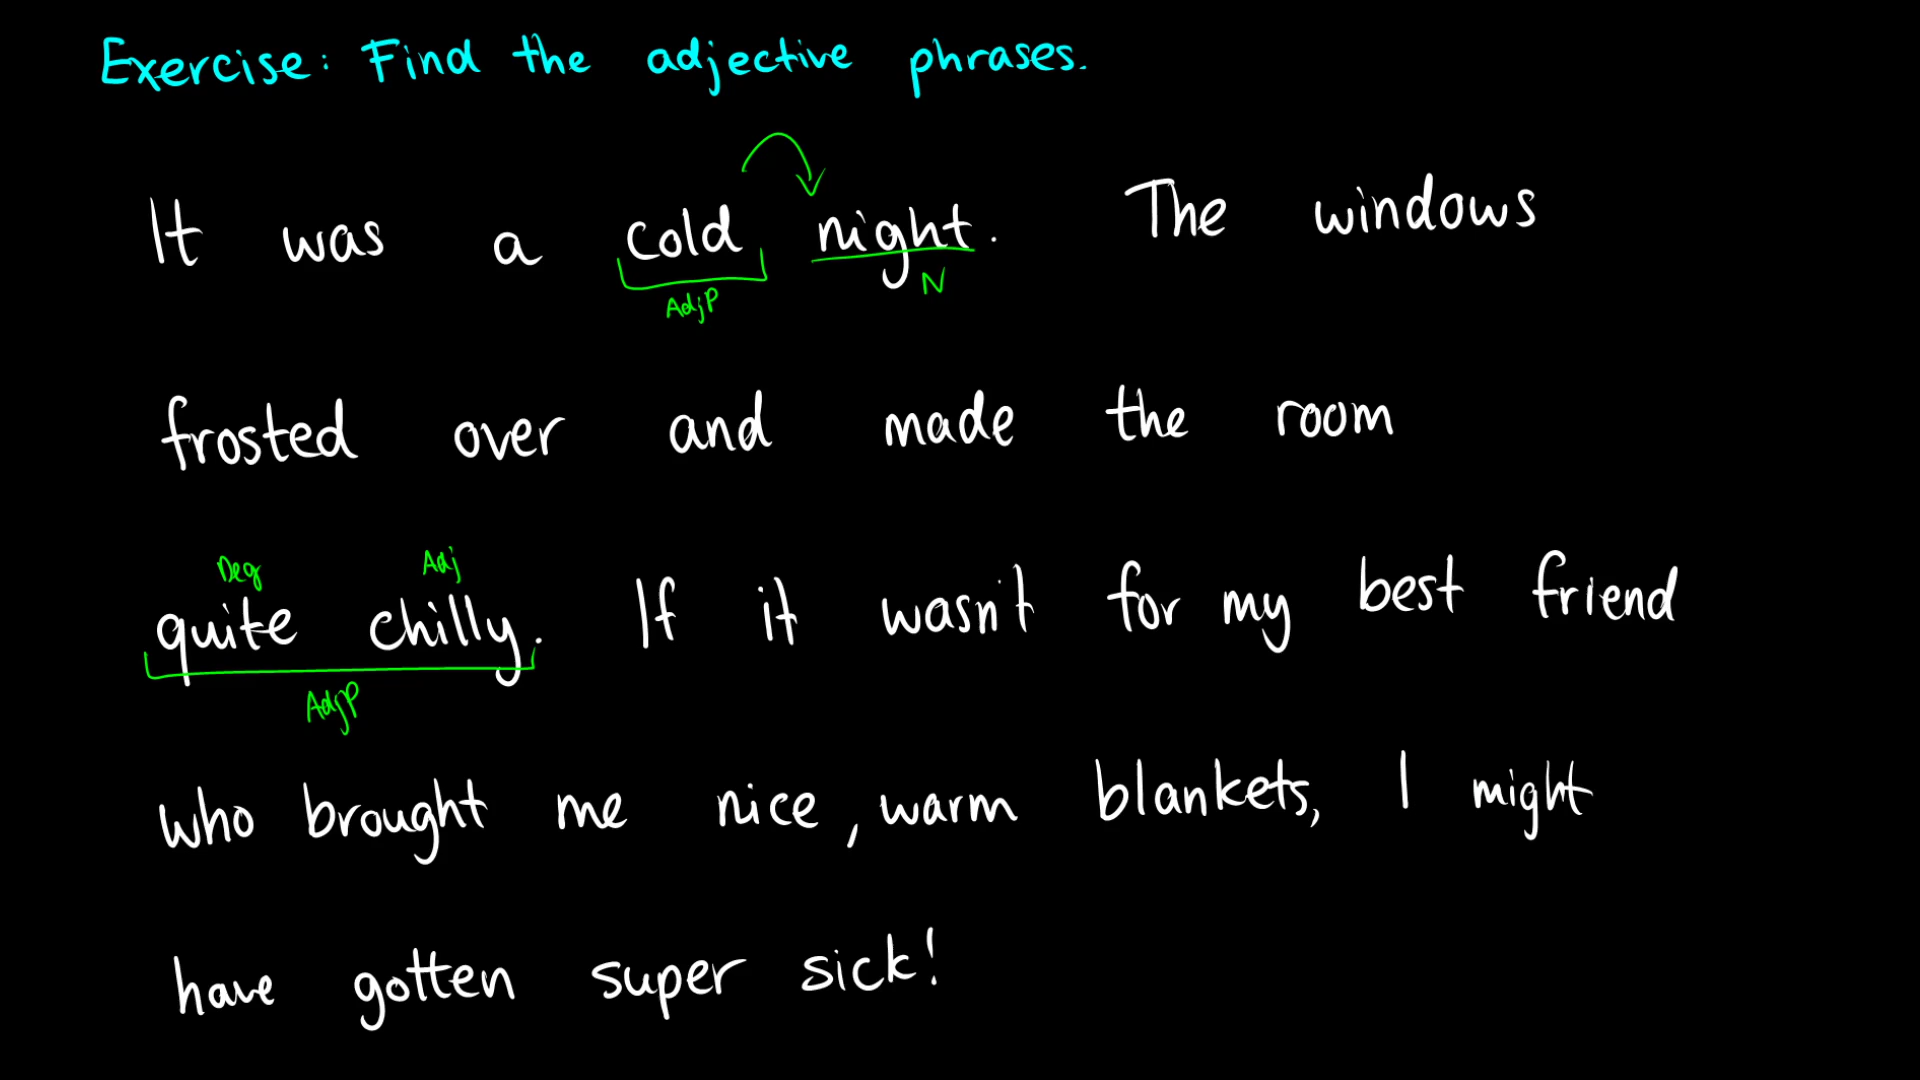 Exercise: Find the adjective phrases.
It was a cold night. The windows
AdjP N
frosted over and made the room
Deg Adj
quite chilly. If it wasn't for my best friend
AdjP
who brought me nice, warm blankets, I might
have gotten super sick!